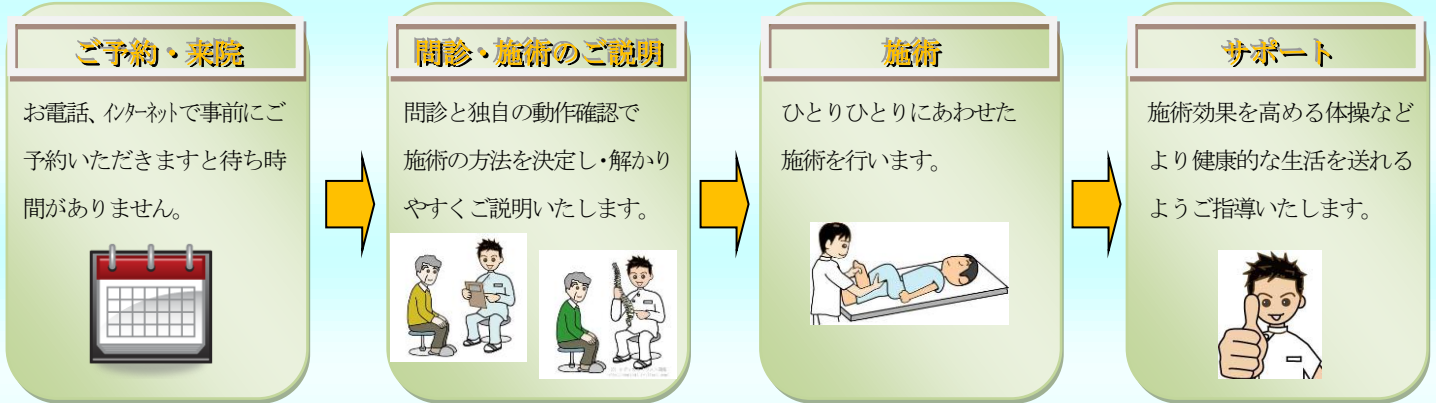 ご予約・来院
お電話、インターネットで事前にご
予約いただきますと待ち時
間がありません。
問診・施術のご説明
問診と独自の動作確認で
施術の方法を決定し・解かり
やすくご説明いたします。
施術
ひとりひとりにあわせた
施術を行います。
サポート
施術効果を高める体操など
より健康的な生活を送れる
ようご指導いたします。